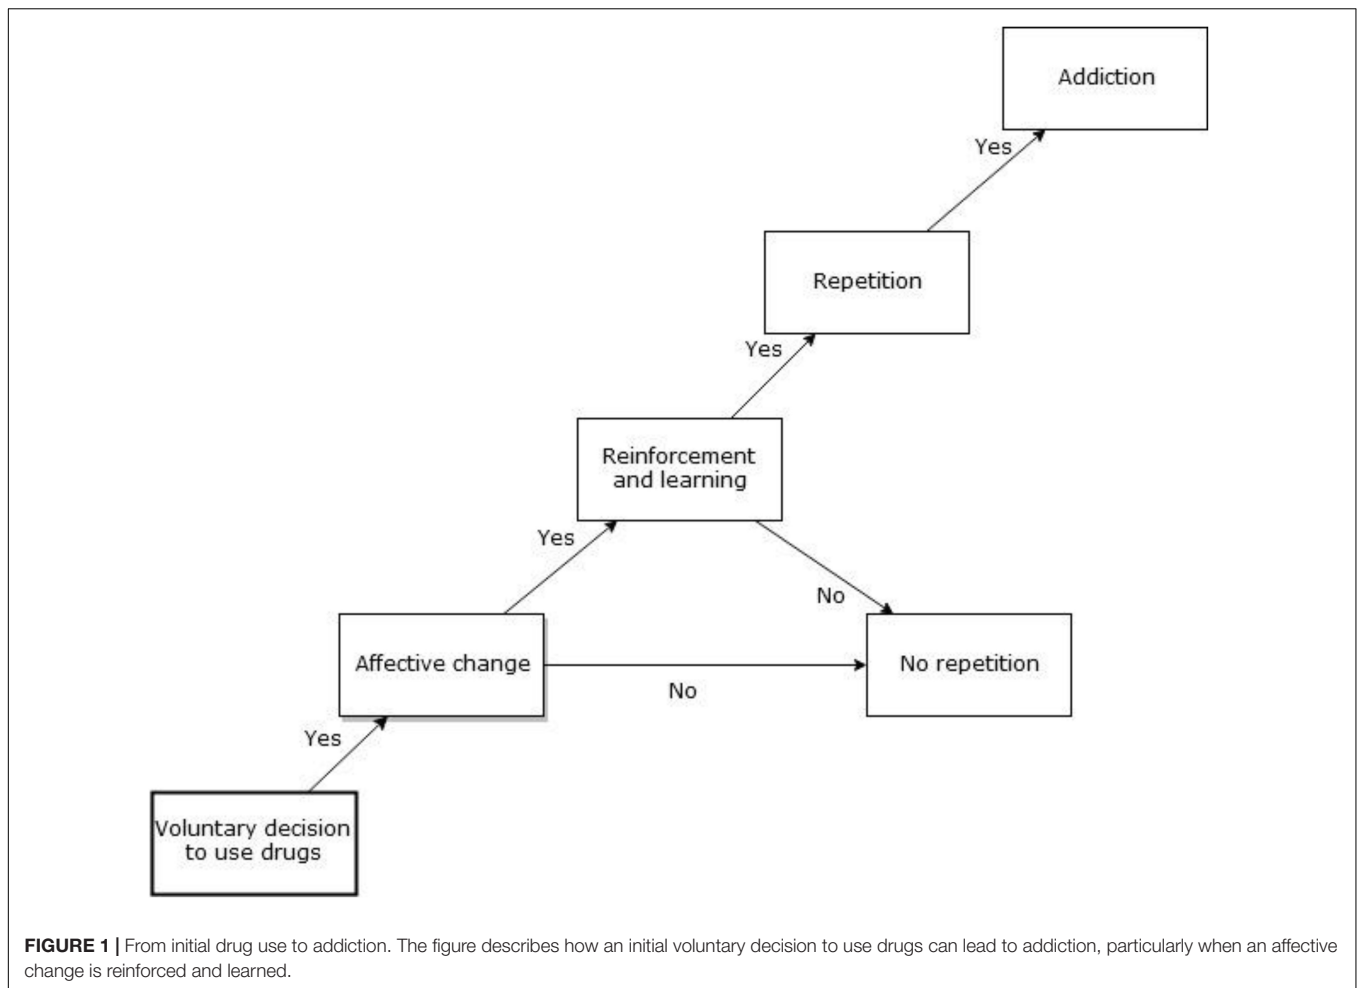 Addiction
Yes
Repetition
Yes
Reinforcement
and learning
Yes
No
Affective change
No
No repetition
Yes
Voluntary decision
to use drugs
FIGURE 1 | From initial drug use to addiction. The figure describes how an initial voluntary decision to use drugs can lead to addiction, particularly when an affective
change is reinforced and learned.